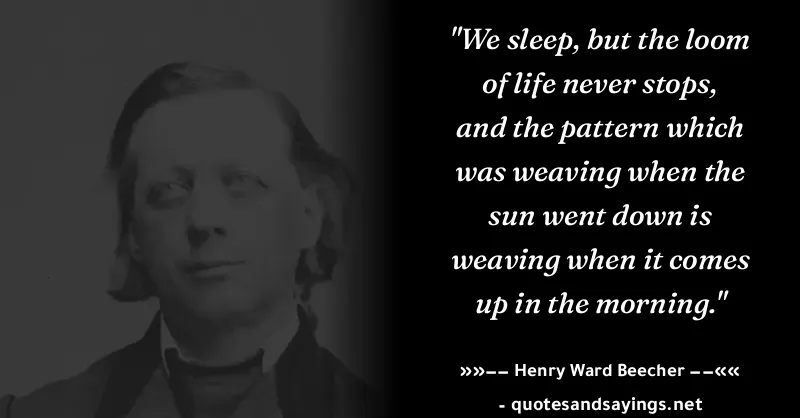 "We sleep, but the loom
of life never stops,
and the pattern which
was weaving when the
sun went down is
weaving when it comes
up in the morning."
»»−− Henry Ward Beecher −−««
- quotesandsayings.net